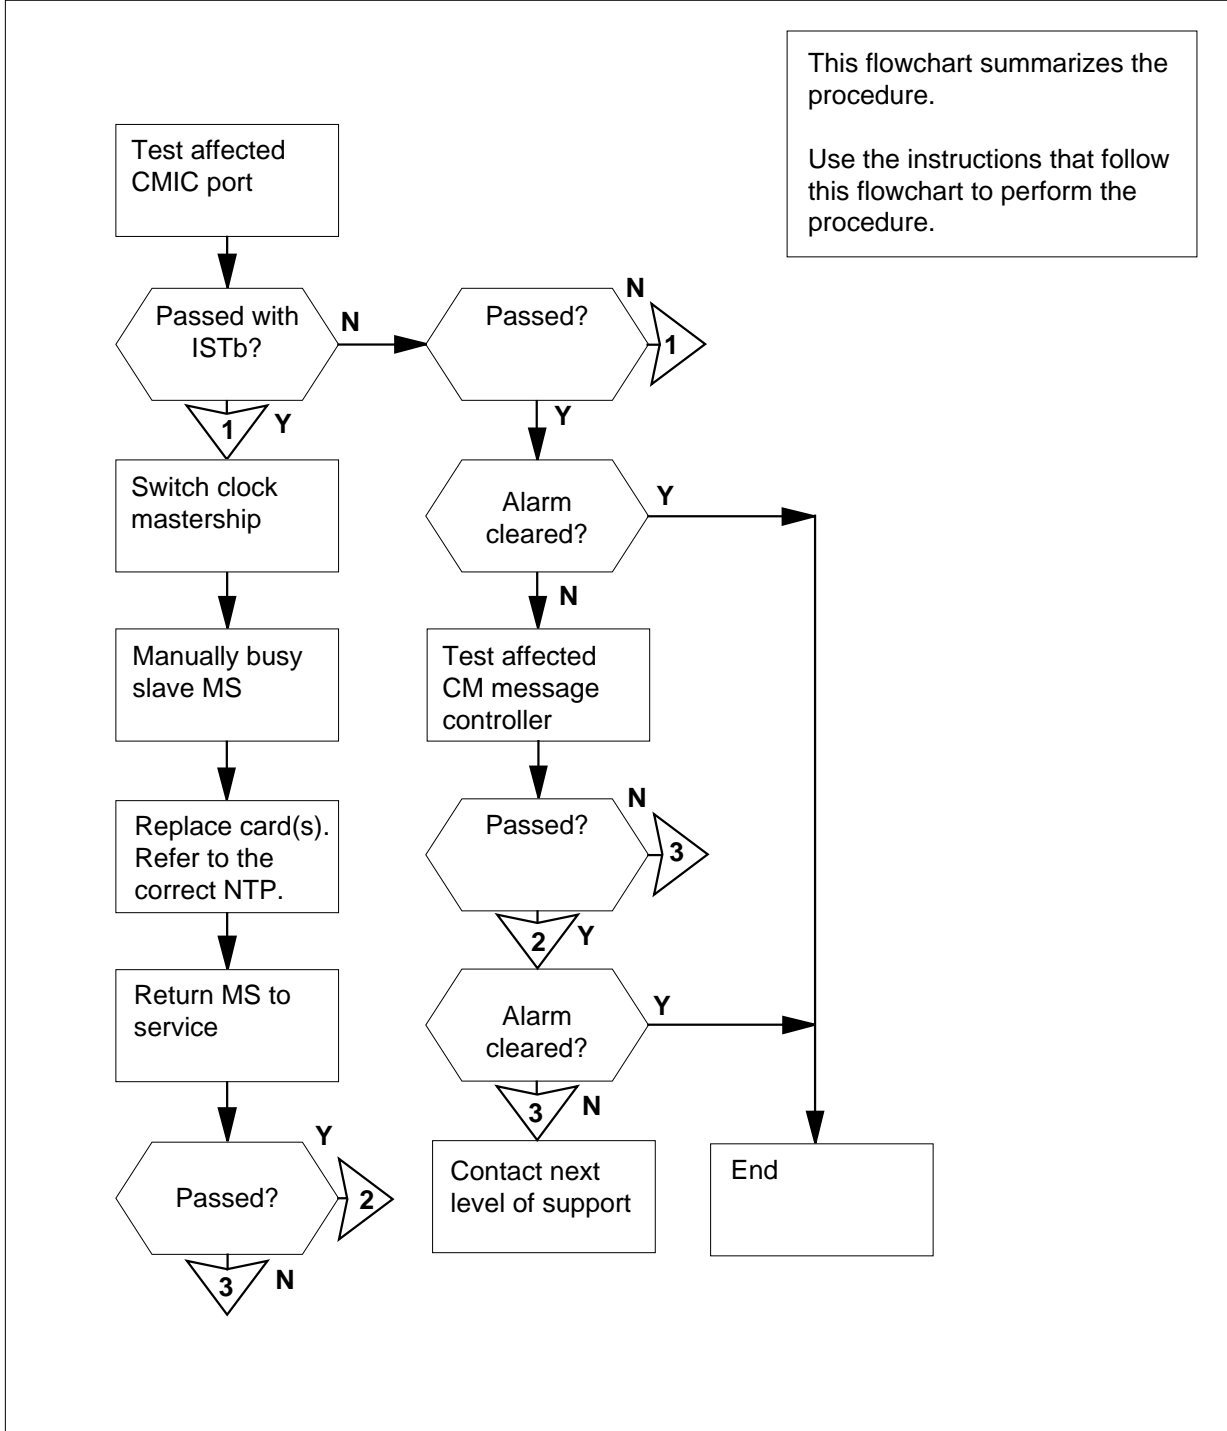 This flowchart summarizes the
procedure.
Use the instructions that follow
this flowchart to perform the
procedure.
Test affected
CMIC port
Passed with
ISTb?
N
Passed?
N
1
1
Y
Y
Switch clock
mastership
Alarm
cleared?
Y
N
Manually busy
slave MS
Test affected
CM message
controller
Replace card(s).
Refer to the
correct NTP.
Passed?
N
3
2
Y
Return MS to
service
Alarm
cleared?
Y
3
N
Passed?
Y
2
3
N
Contact next
level of support
End